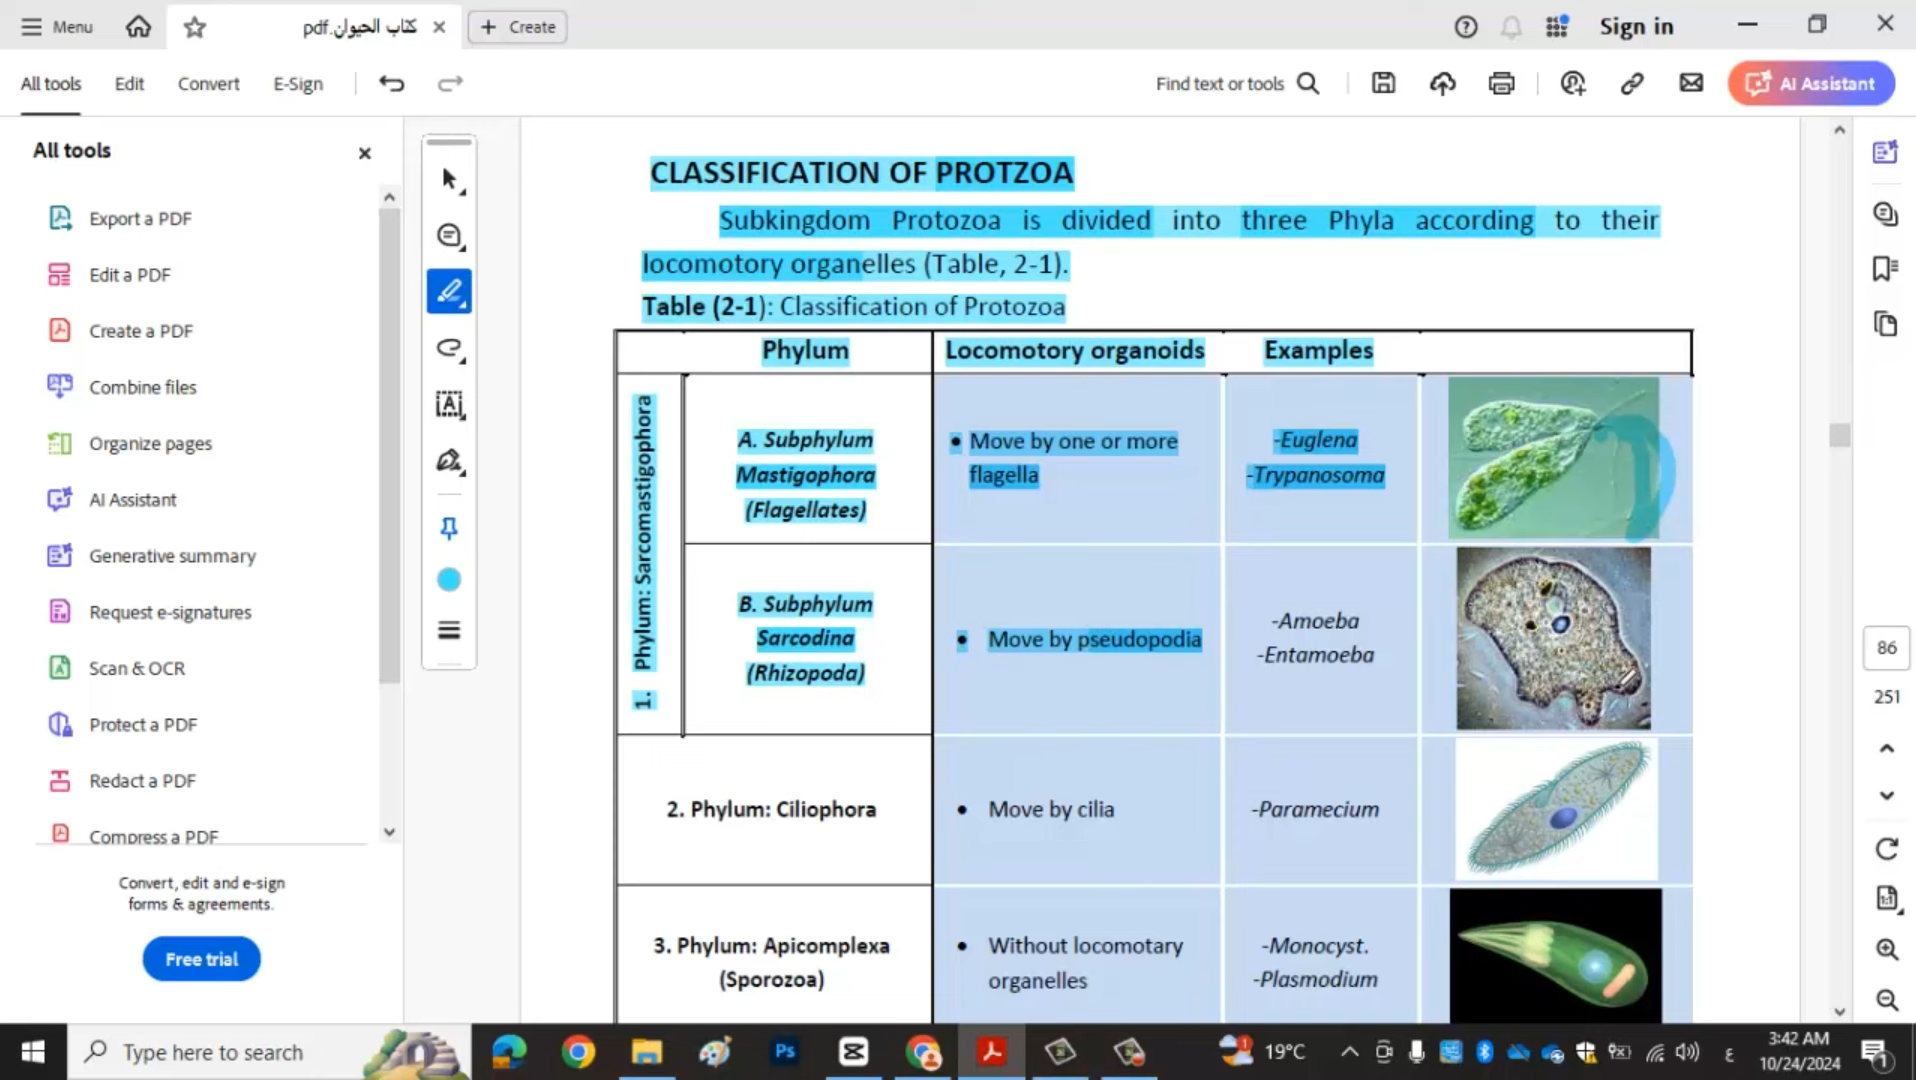 Menu
كتاب الحيوان.pdf
Create
Sign in
All tools
Edit
Convert
E-Sign
Find text or tools
AI Assistant
All tools
Export a PDF
Edit a PDF
Create a PDF
Combine files
Organize pages
AI Assistant
Generative summary
Request e-signatures
Scan & OCR
Protect a PDF
Redact a PDF
Compress a PDF
Convert, edit and e-sign
forms & agreements.
Free trial
CLASSIFICATION OF PROTZOA
Subkingdom Protozoa is divided into three Phyla according to their
locomotory organelles (Table, 2-1).
Table (2-1): Classification of Protozoa
Phylum
Locomotory organoids
Examples
1. Phylum: Sarcomastigophora
A. Subphylum
Mastigophora
(Flagellates)
• Move by one or more
flagella
-Euglena
-Trypanosoma
B. Subphylum
Sarcodina
(Rhizopoda)
• Move by pseudopodia
-Amoeba
-Entamoeba
2. Phylum: Ciliophora
• Move by cilia
-Paramecium
3. Phylum: Apicomplexa
(Sporozoa)
• Without locomotary
organelles
-Monocyst.
-Plasmodium
86
251
1:1
Type here to search
Ps
1
19°C
ع
3:42 AM
10/24/2024
1